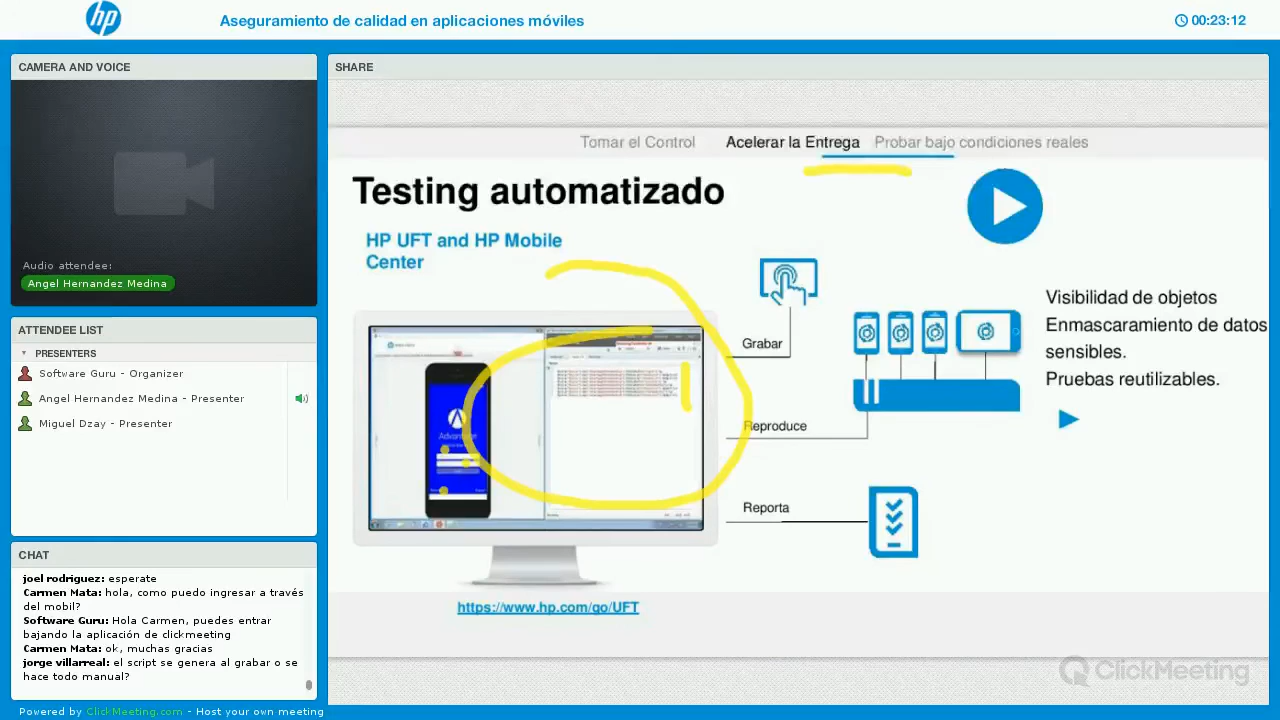 hp
Aseguramiento de calidad en aplicaciones móviles
00:23:12
CAMERA AND VOICE
Audio attendee:
Angel Hernandez Medina
ATTENDEE LIST
PRESENTERS
Software Guru - Organizer
Angel Hernandez Medina - Presenter
Miguel Dzay - Presenter
CHAT
joel rodriguez: esperate
Carmen Mata: hola, como puedo ingresar a través
del mobil?
Software Guru: Hola Carmen, puedes entrar
bajando la aplicación de clickmeeting
Carmen Mata: ok, muchas gracias
jorge villarreal: el script se genera al grabar o se
hace todo manual?
Powered by ClickMeeting.com - Host your own meeting
SHARE
Tomar el Control Acelerar la Entrega Probar bajo condiciones reales
Testing automatizado
HP UFT and HP Mobile
Center
Grabar
Reproduce
Reporta
Visibilidad de objetos
Enmascaramiento de datos
sensibles.
Pruebas reutilizables.
https://www.hp.com/go/UFT
ClickMeeting